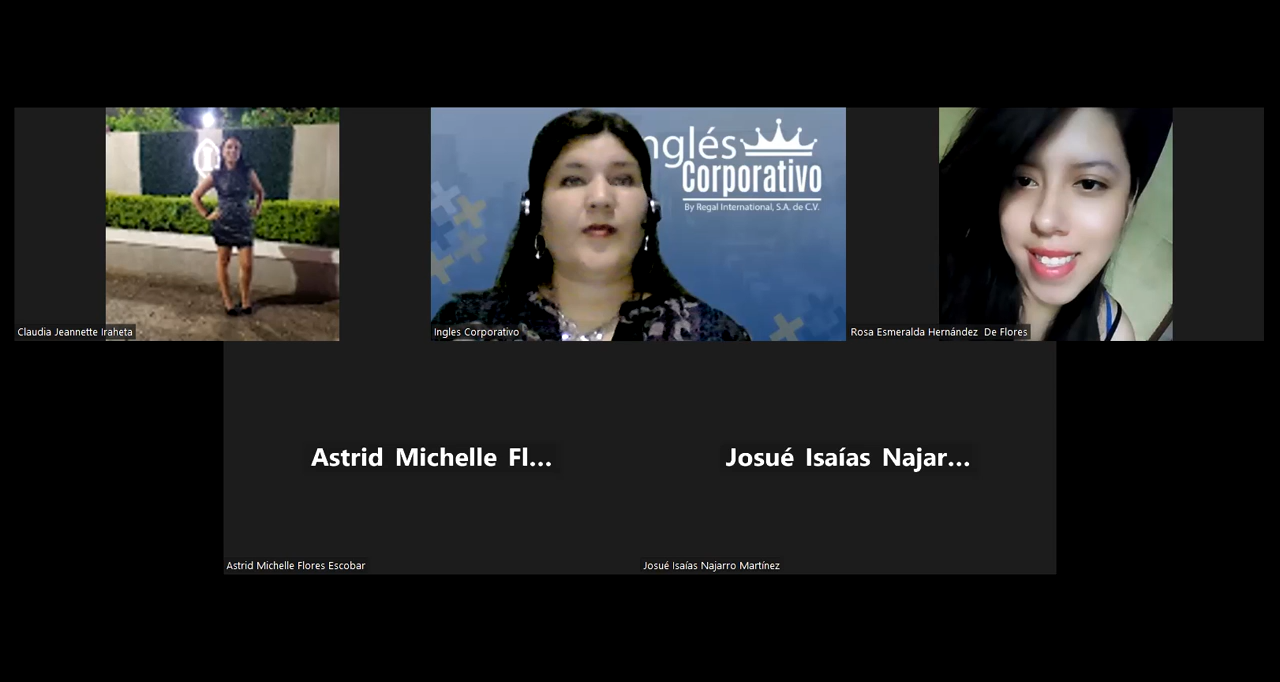 nglés
Corporativo
By Regal International, S.A. de C.V.
Claudia Jeannette Iraheta
Ingles Corporativo
Rosa Esmeralda Hernández De Flores
Astrid Michelle Fl...
Josué Isaías Najar...
Astrid Michelle Flores Escobar
Josué Isaías Najarro Martínez